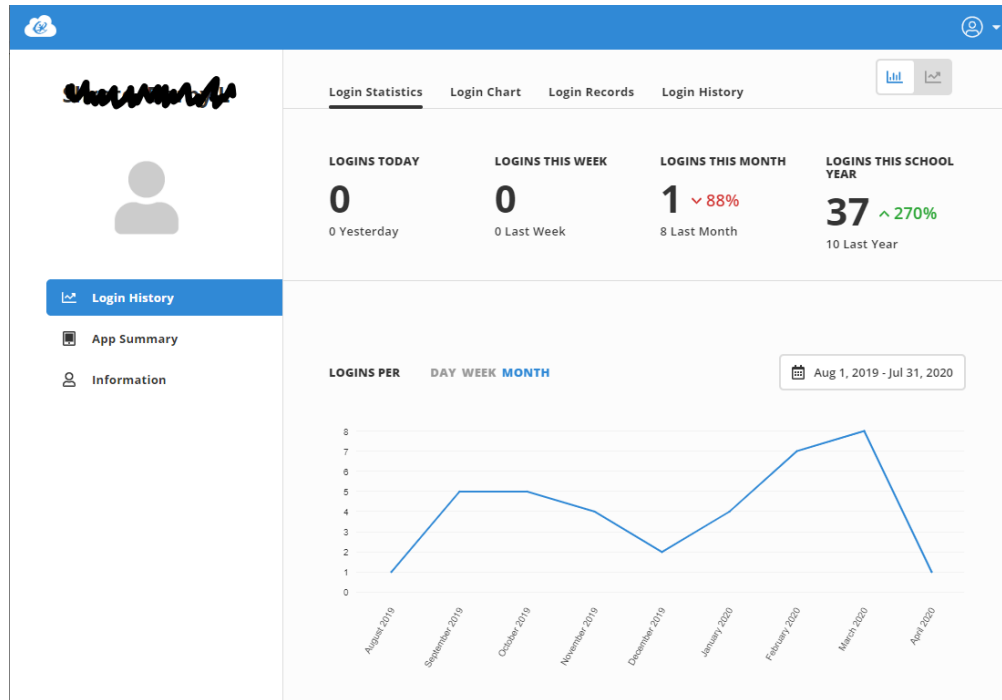 Login Statistics Login Chart Login Records Login History
LOGINS TODAY
0
0 Yesterday
LOGINS THIS WEEK
0
0 Last Week
LOGINS THIS MONTH
1 88%
8 Last Month
LOGINS THIS SCHOOL
YEAR
37 270%
10 Last Year
Login History
App Summary
Information
LOGINS PER DAY WEEK MONTH
Aug 1, 2019 - Jul 31, 2020
8
7
6
5
4
3
2
1
0
August 2019
September 2019
October 2019
November 2019
December 2019
January 2020
February 2020
March 2020
April 2020